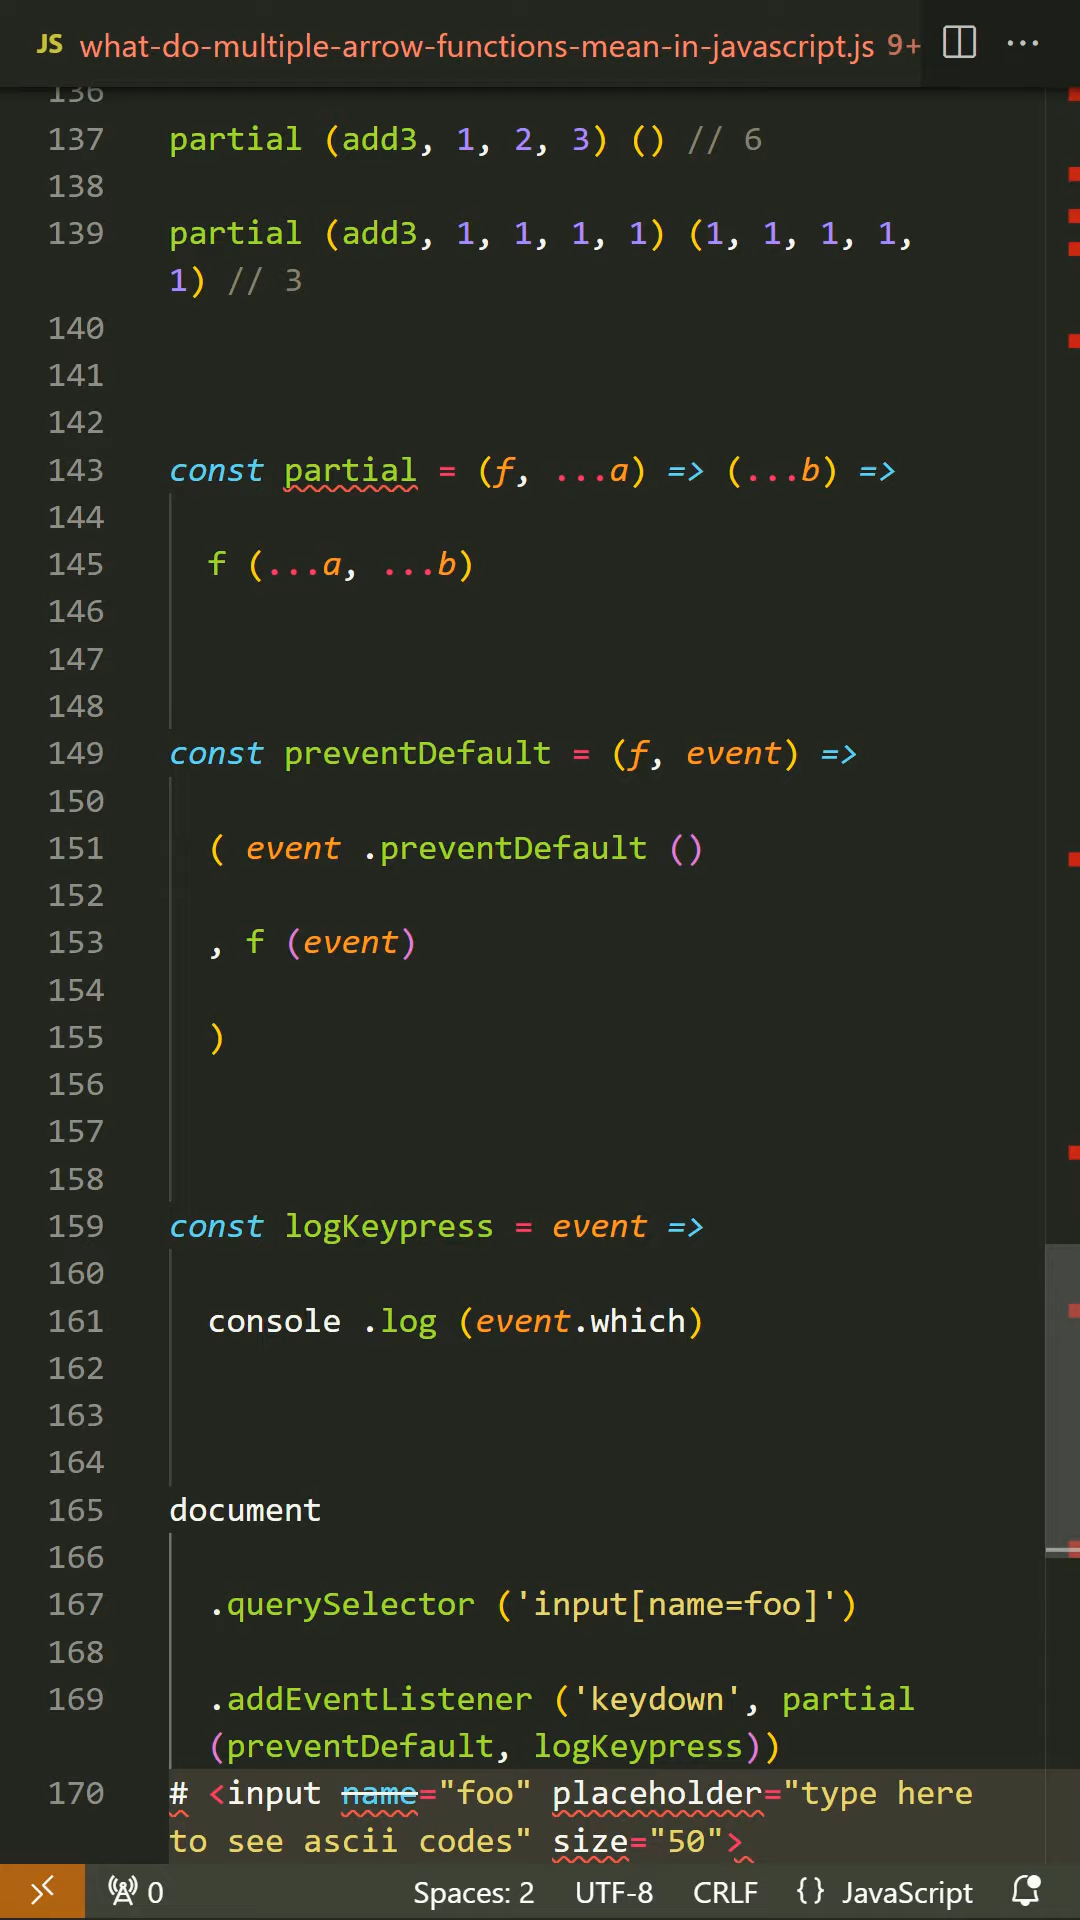 JS what-do-multiple-arrow-functions-mean-in-javascript.js 9+ ...
136
137 partial (add3, 1, 2, 3) () // 6
138
139 partial (add3, 1, 1, 1, 1) (1, 1, 1, 1,
1) // 3
140
141
142
143 const partial = (f, ...a) => (...b) =>
144
145 f (...a, ...b)
146
147
148
149 const preventDefault = (f, event) =>
150
151 ( event .preventDefault ()
152
153 , f (event)
154
155 )
156
157
158
159 const logKeypress = event =>
160
161 console .log (event.which)
162
163
164
165 document
166
167 .querySelector ('input[name=foo]')
168
169 .addEventListener ('keydown', partial
(preventDefault, logKeypress))
170 # <input name="foo" placeholder="type here
to see ascii codes" size="50">
0 Spaces: 2 UTF-8 CRLF {} JavaScript